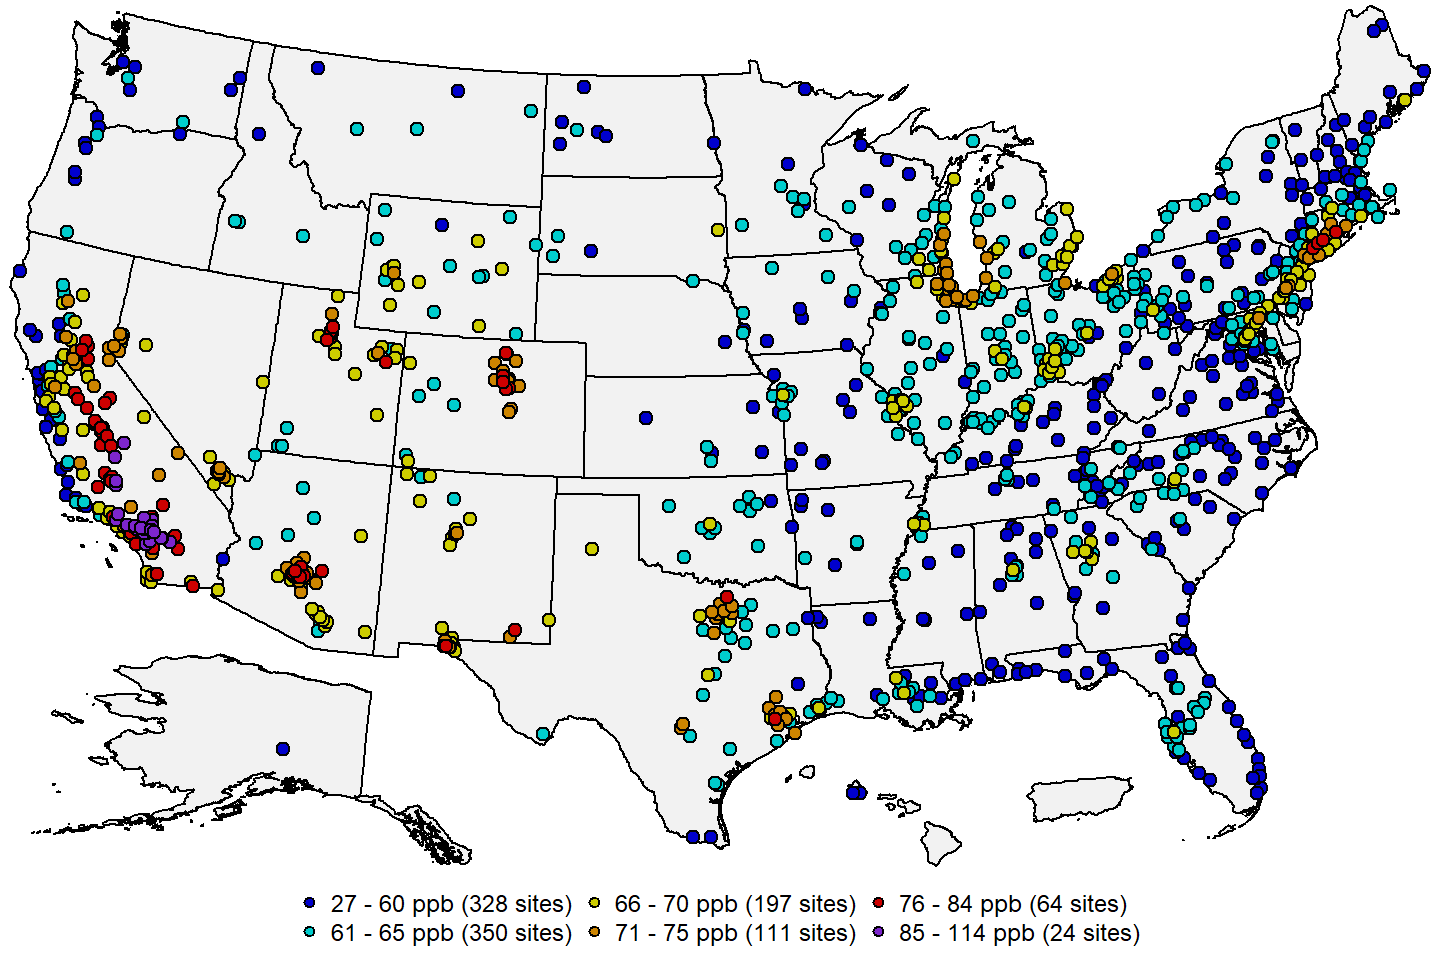 27 - 60 ppb (328 sites) 66 - 70 ppb (197 sites) 76 - 84 ppb (64 sites)
61 - 65 ppb (350 sites) 71 - 75 ppb (111 sites) 85 - 114 ppb (24 sites)